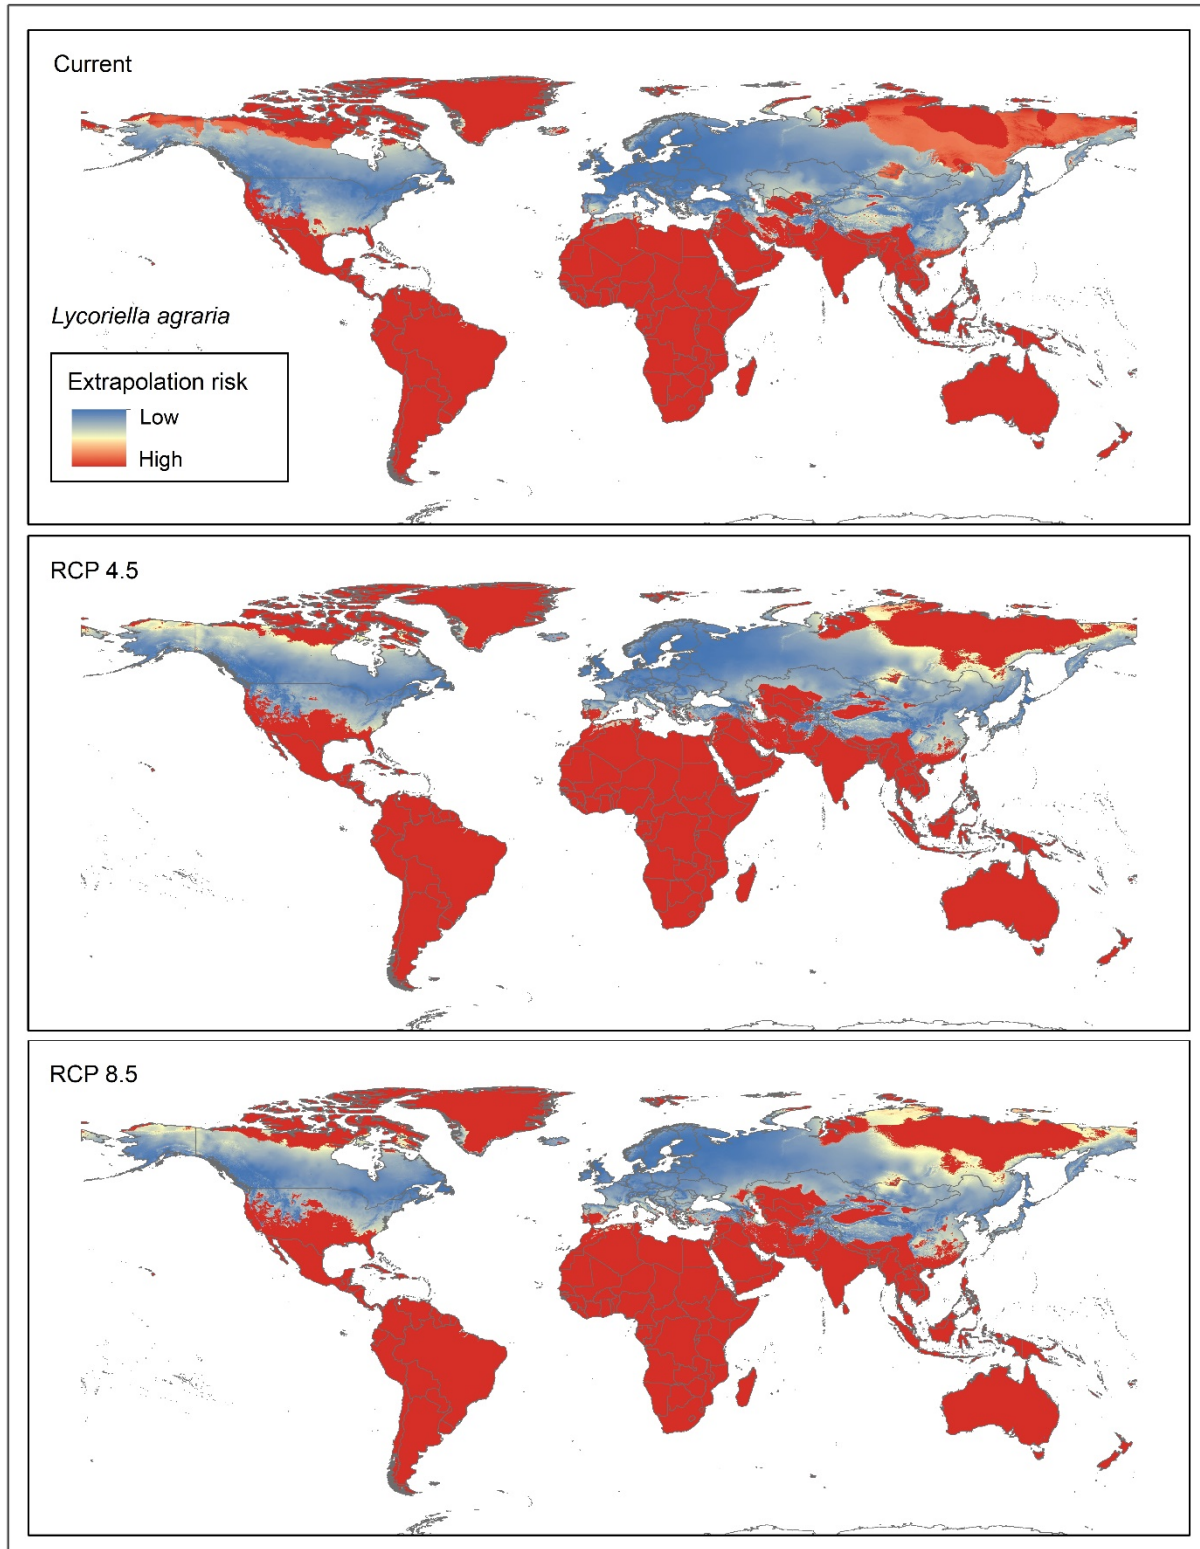 Current
Lycoriella agraria
Extrapolation risk
Low
High
RCP 4.5
RCP 8.5